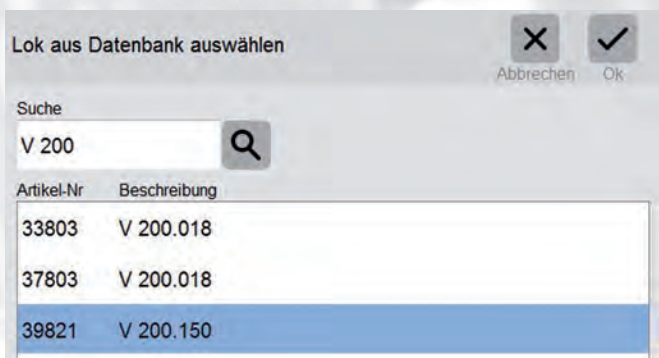 Lok aus Datenbank auswählen
Abbrechen Ok
Suche
V 200
Artikel-Nr Beschreibung
33803 V 200.018
37803 V 200.018
39821 V 200.150